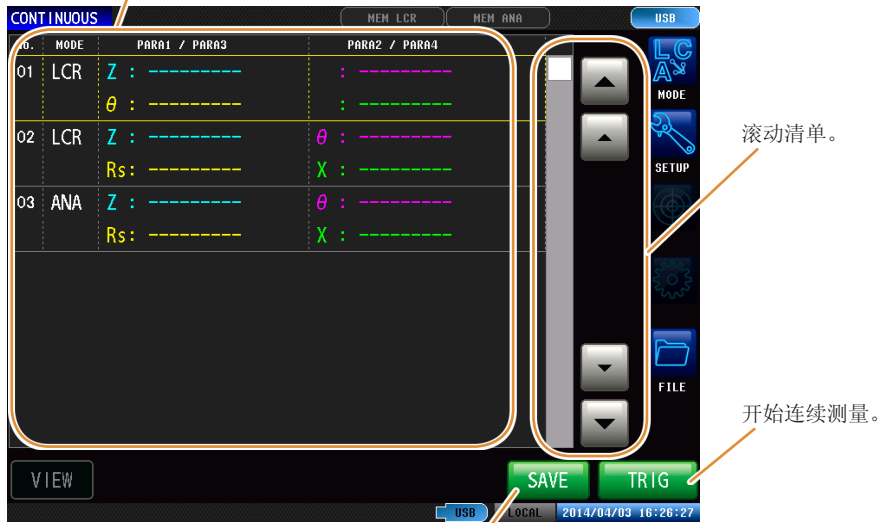 CONTINUOUS MEM LCR MEM ANA USB
No. MODE PARA1 / PARA3 PARA2 / PARA4
01 LCR Z : --------- : ---------
θ : --------- : ---------
02 LCR Z : --------- θ : ---------
Rs: --------- X : ---------
03 ANA Z : --------- θ : ---------
Rs: --------- X : ---------
MODE
SETUP
FILE
滚动清单。
开始连续测量。
VIEW SAVE TRIG
USB LOCAL 2014/04/03 16:26:27